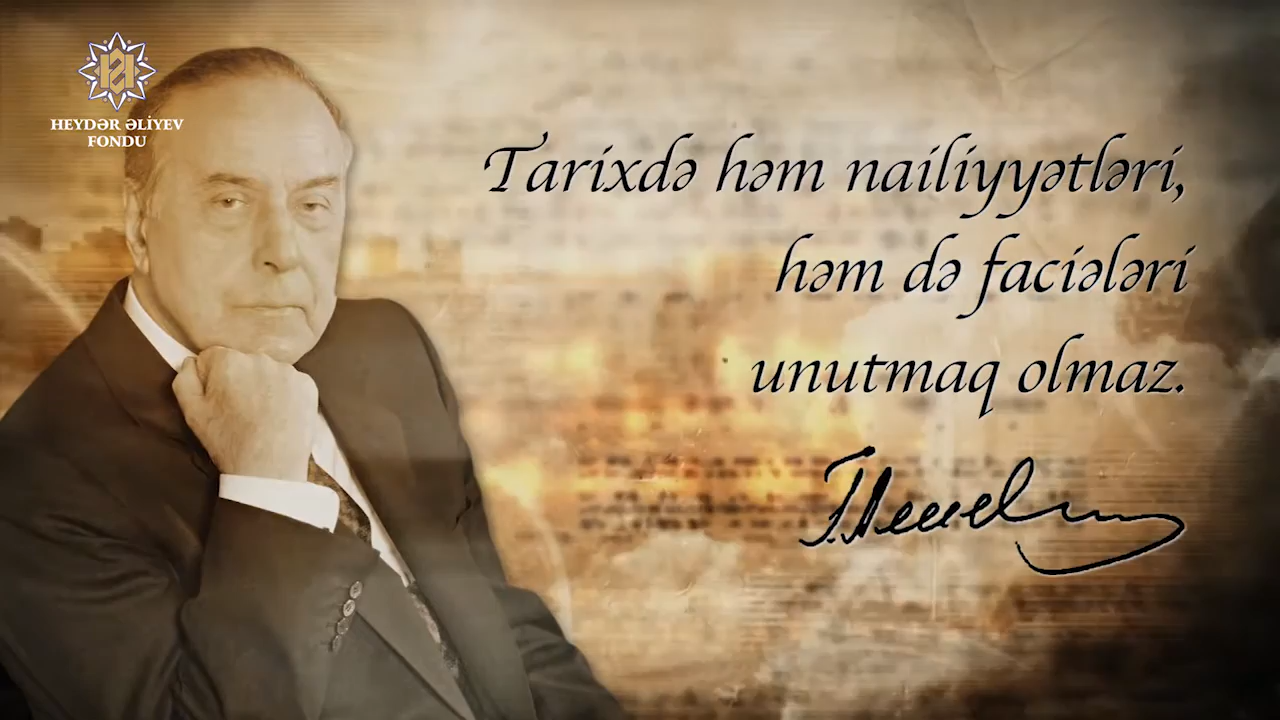 HEYDƏR ƏLİYEV
FONDU
Tarixdə həm nailiyyətləri,
həm də faciələri
unutmaq olmaz.